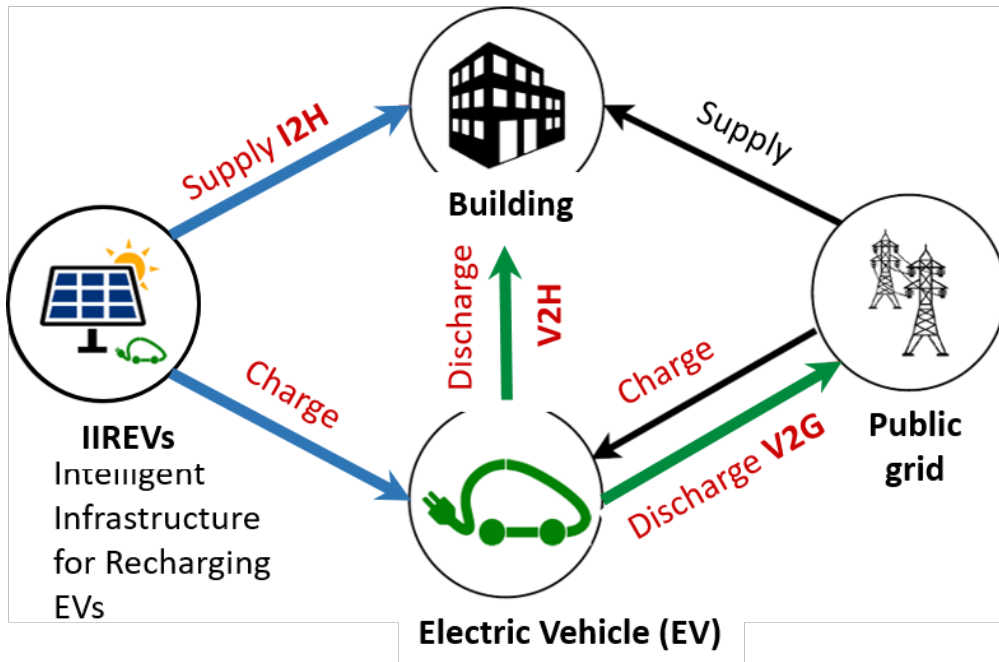 Supply I2H
Supply
Building
Discharge
V2H
Charge
Charge
Discharge V2G
IIREVs
Intelligent
Infrastructure
for Recharging
EVs
Public
grid
Electric Vehicle (EV)